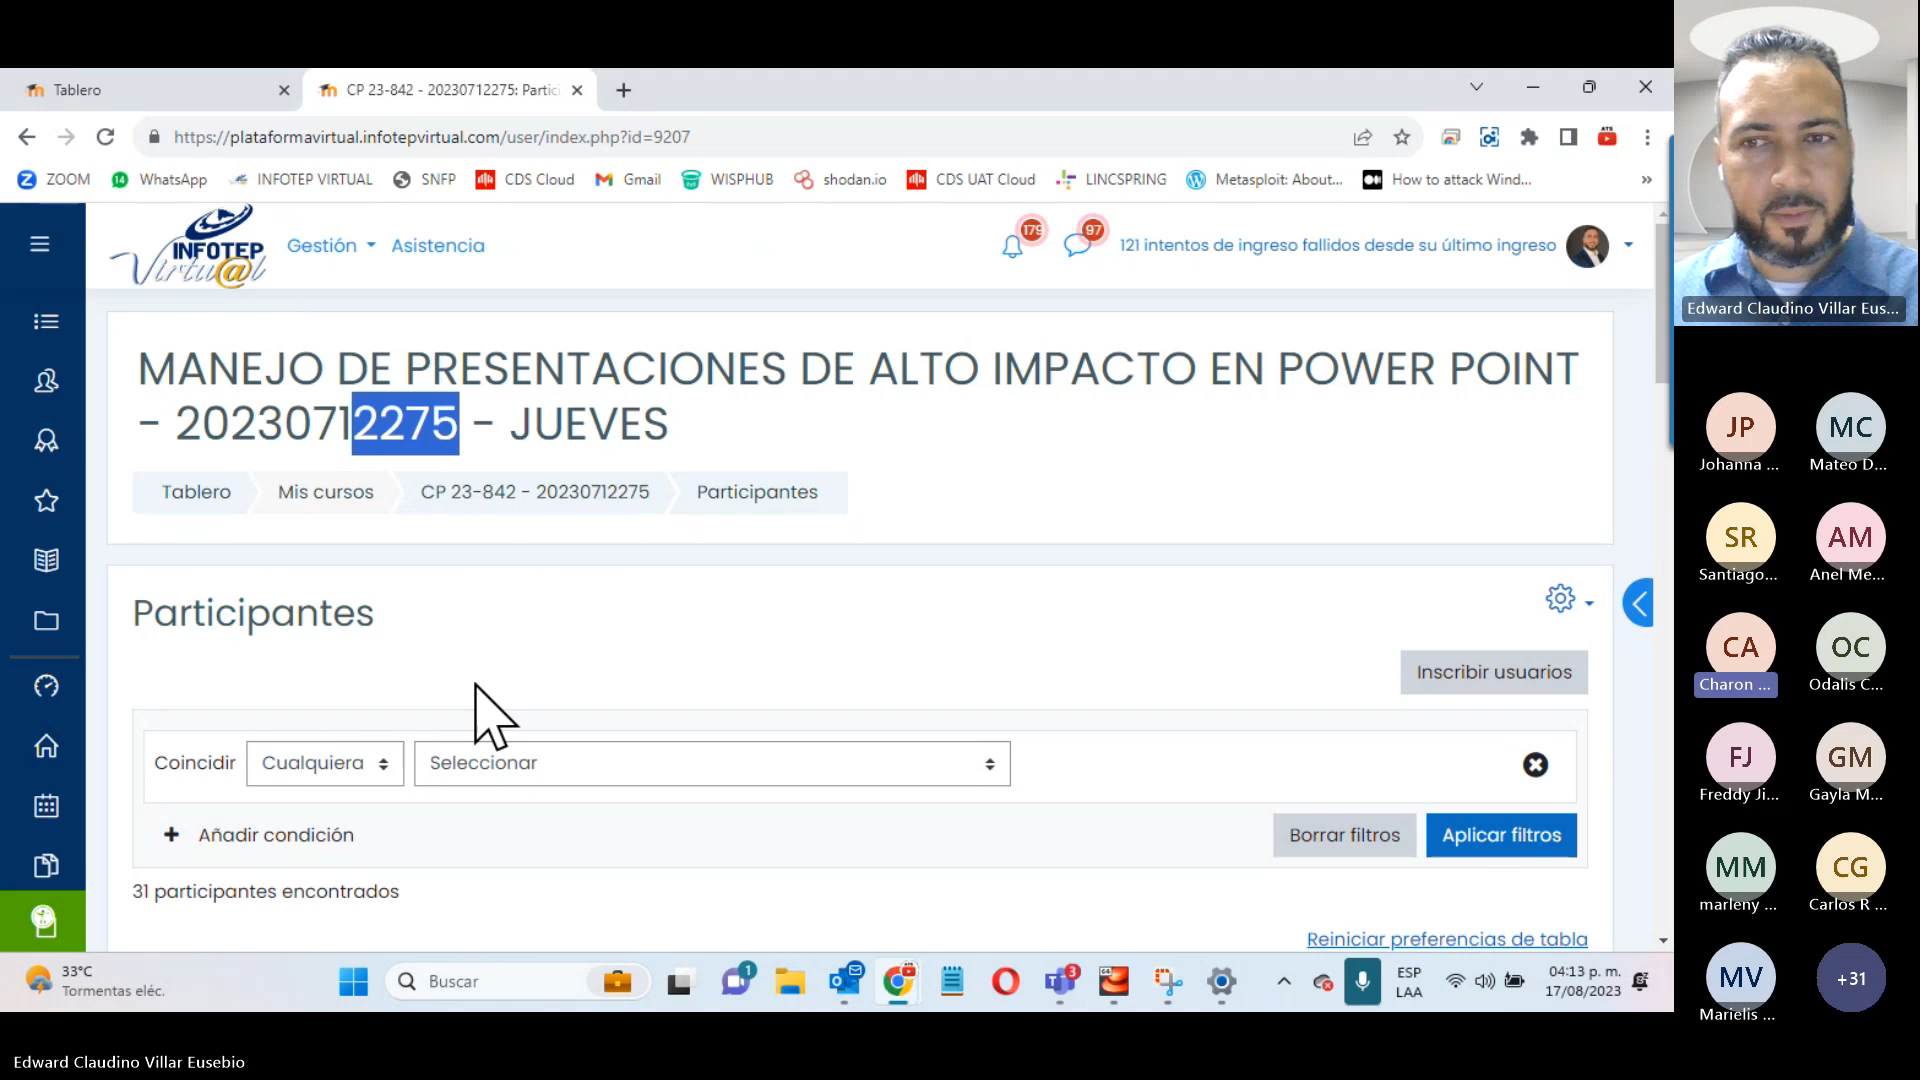 Tablero
CP 23-842 - 20230712275: Partic
https://plataformavirtual.infotepvirtual.com/user/index.php?id=9207
ZOOM
14
WhatsApp
INFOTEP VIRTUAL
SNFP
CDS Cloud
Gmail
WISPHUB
shodan.io
CDS UAT Cloud
LINCSPRING
Metasploit: About...
How to attack Wind...
»
INFOTEP
Virtu@l
Gestión
Asistencia
179
97
121 intentos de ingreso fallidos desde su último ingreso
MANEJO DE PRESENTACIONES DE ALTO IMPACTO EN POWER POINT
- 20230712275 - JUEVES
Tablero
Mis cursos
CP 23-842 - 20230712275
Participantes
Participantes
Inscribir usuarios
Coincidir
Cualquiera
Seleccionar
Añadir condición
Borrar filtros
Aplicar filtros
31 participantes encontrados
Reiniciar preferencias de tabla
33°C
Tormentas eléc.
Buscar
1
3
ESP
LAA
04:13 p. m.
17/08/2023
Edward Claudino Villar Eus...
JP
Johanna ...
MC
Mateo D...
SR
Santiago...
AM
Anel Me...
CA
Charon ...
OC
Odalis C...
FJ
Freddy Ji...
GM
Gayla M...
MM
marleny ...
CG
Carlos R ...
MV
Marielis ...
+31
Edward Claudino Villar Eusebio